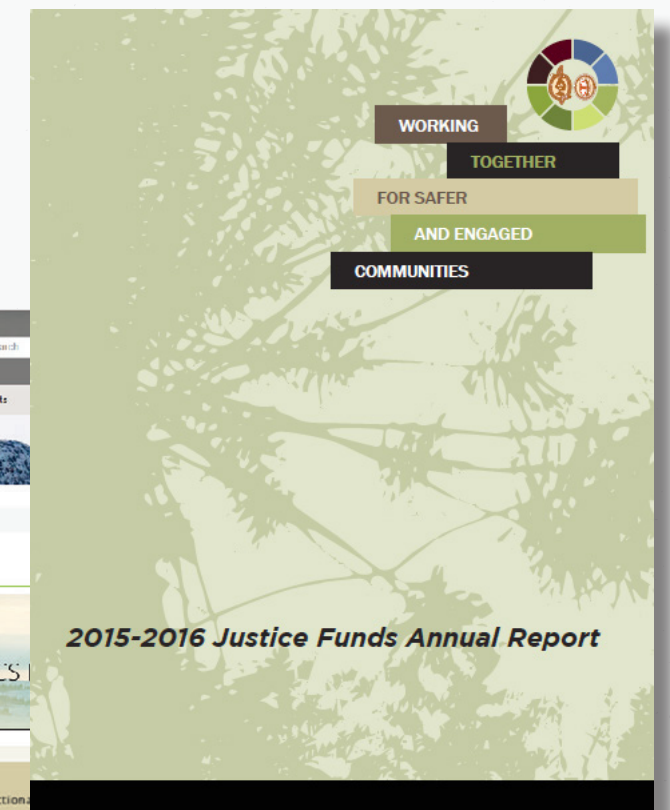 WORKING
TOGETHER
FOR SAFER
AND ENGAGED
COMMUNITIES
2015-2016 Justice Funds Annual Report